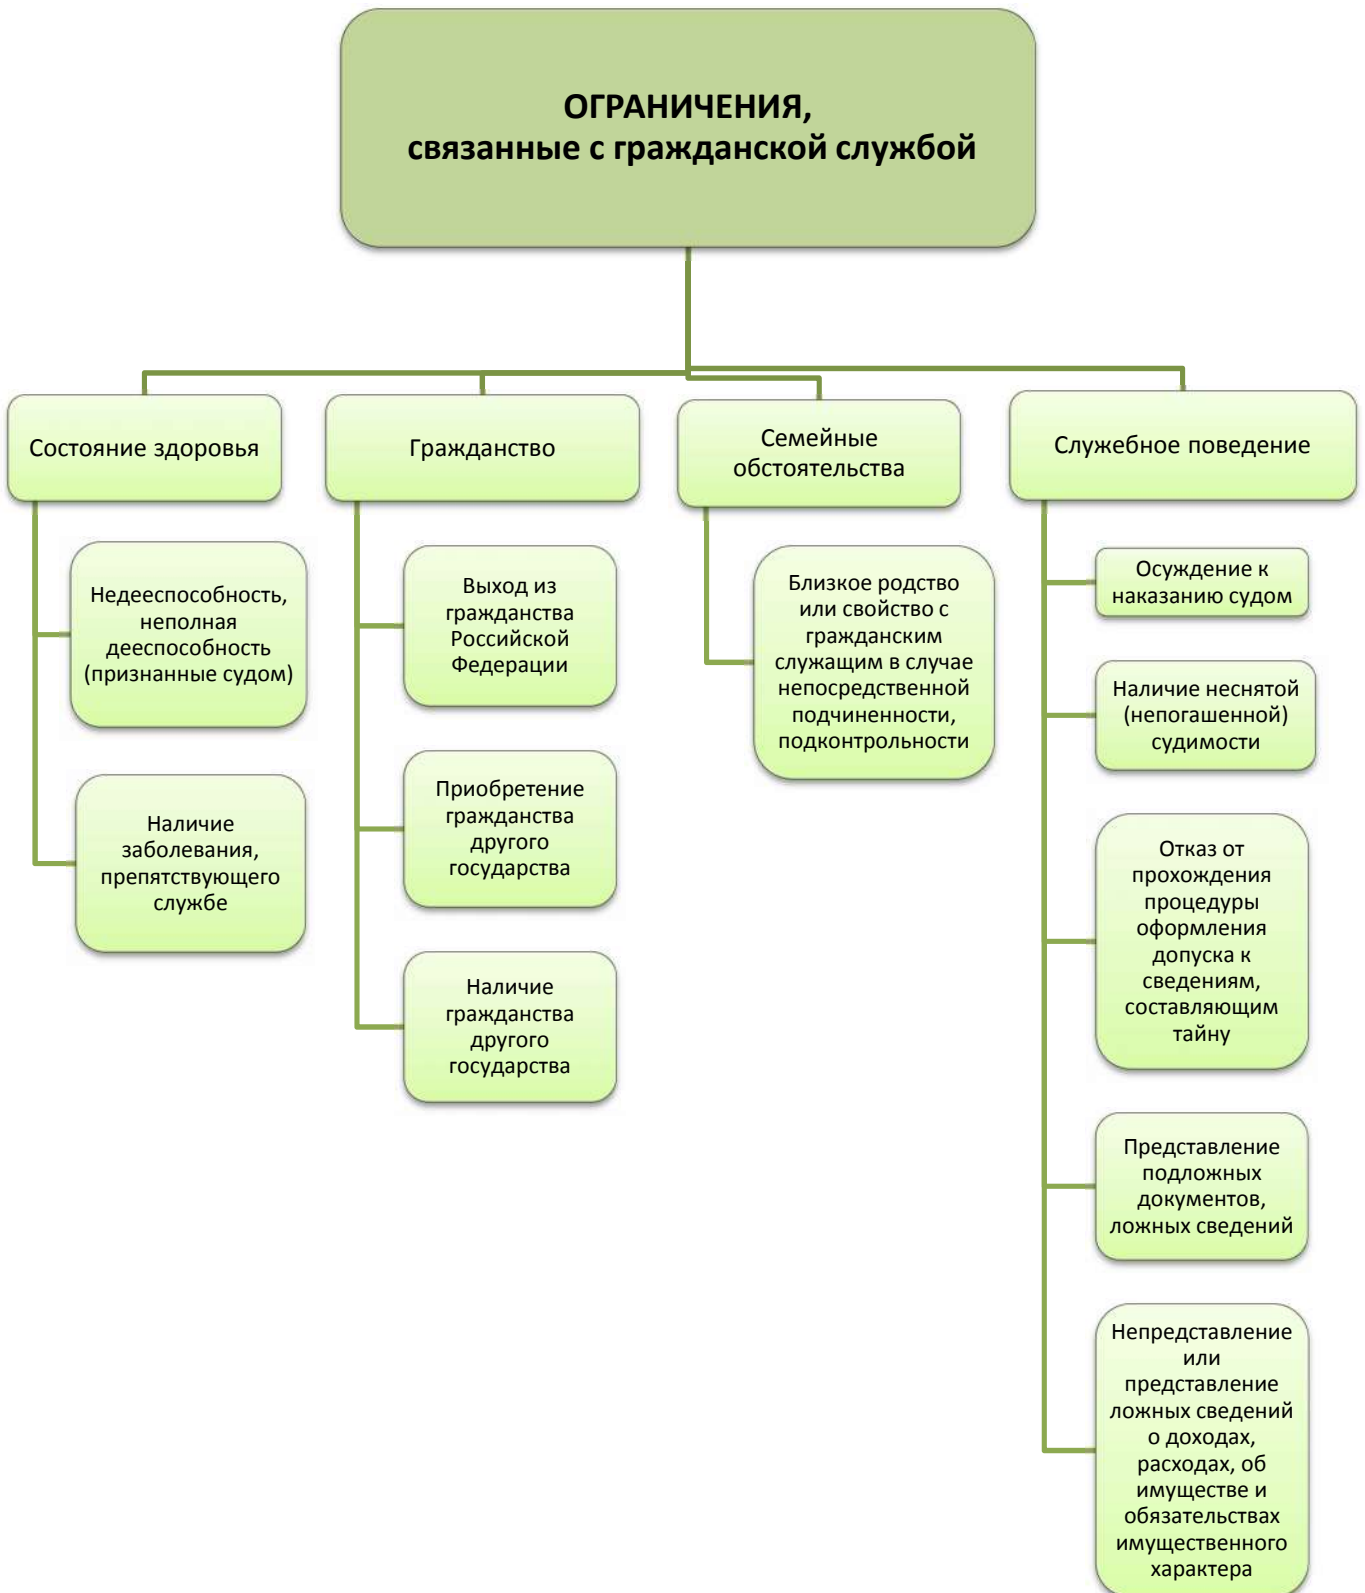 ОГРАНИЧЕНИЯ,
связанные с гражданской службой
Состояние здоровья
Недееспособность,
неполная
дееспособность
(признанные судом)
Наличие
заболевания,
препятствующего
службе
Гражданство
Выход из
гражданства
Российской
Федерации
Приобретение
гражданства
другого
государства
Наличие
гражданства
другого
государства
Семейные
обстоятельства
Близкое родство
или свойство с
гражданским
служащим в случае
непосредственной
подчиненности,
подконтрольности
Служебное поведение
Осуждение к
наказанию судом
Наличие неснятой
(непогашенной)
судимости
Отказ от
прохождения
процедуры
оформления
допуска к
сведениям,
составляющим
тайну
Представление
подложных
документов,
ложных сведений
Непредставление
или
представление
ложных сведений
о доходах,
расходах, об
имуществе и
обязательствах
имущественного
характера